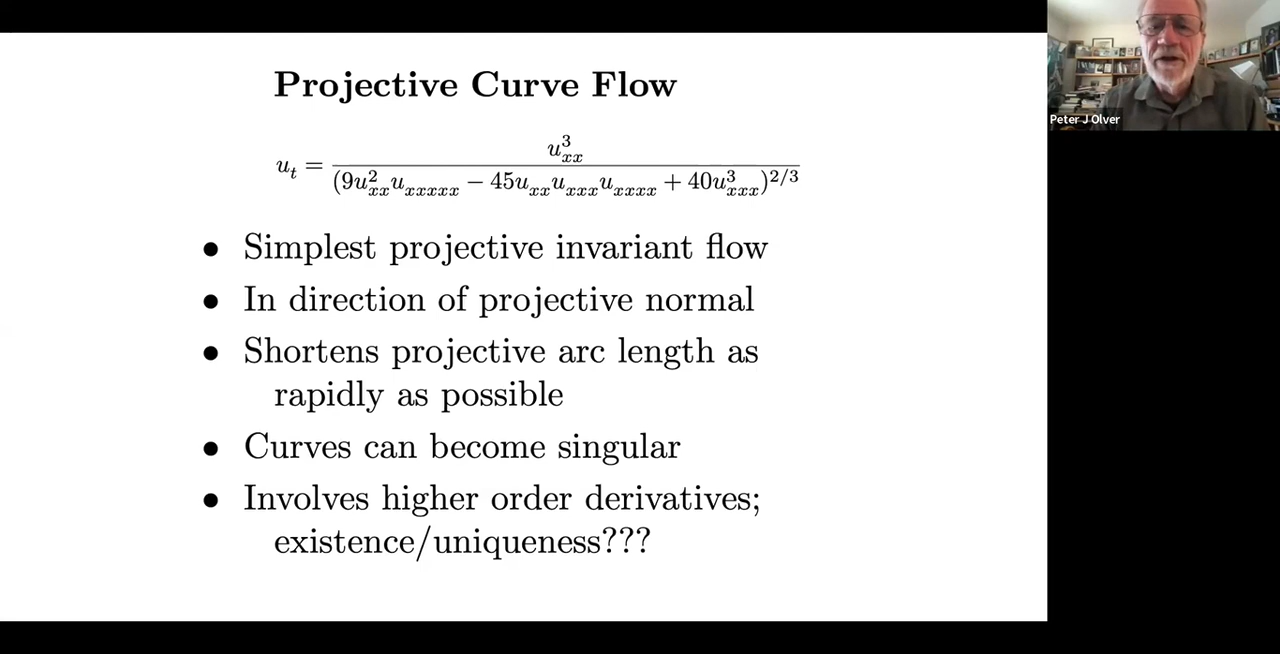 Projective Curve Flow
u_t = u_{xx}^3 / (9u_{xx}^2 u_{xxxxx} − 45u_{xx}u_{xxx}u_{xxxx} + 40u_{xxx}^3)^{2/3}
• Simplest projective invariant flow
• In direction of projective normal
• Shortens projective arc length as
rapidly as possible
• Curves can become singular
• Involves higher order derivatives;
existence/uniqueness???
Peter J Olver